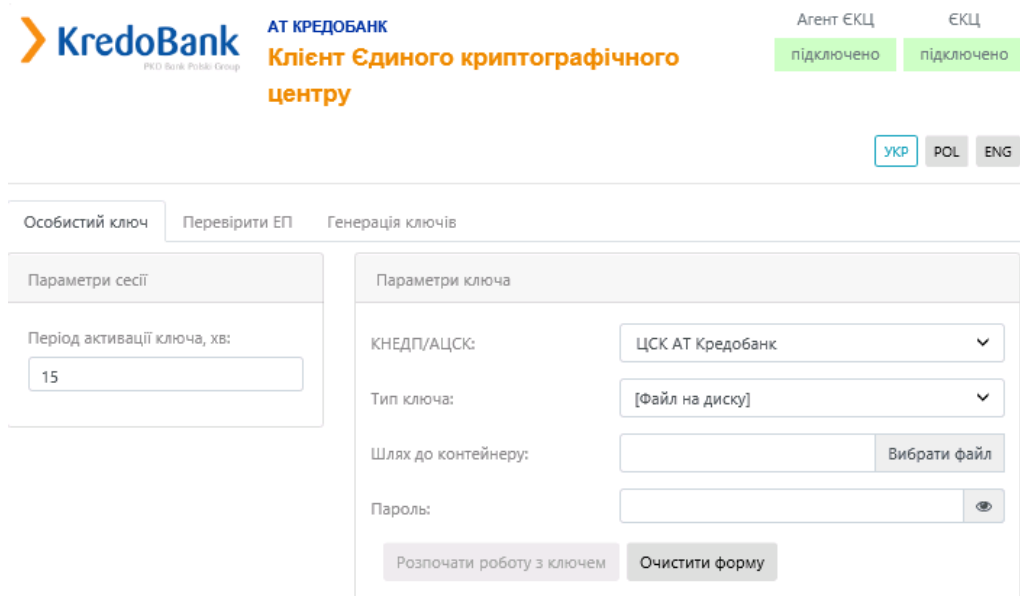 KredoBank
PKO Bank Polski Group
АТ КРЕДОБАНК
Клієнт Єдиного криптографічного
центру
Агент ЄКЦ
ЄКЦ
підключено
підключено
УКР
POL
ENG
Особистий ключ
Перевірити ЕП
Генерація ключів
Параметри сесії
Період активації ключа, хв:
15
Параметри ключа
КНЕДП/АЦСК:
ЦСК АТ Кредобанк
Тип ключа:
[Файл на диску]
Шлях до контейнеру:
Вибрати файл
Пароль:
Розпочати роботу з ключем
Очистити форму